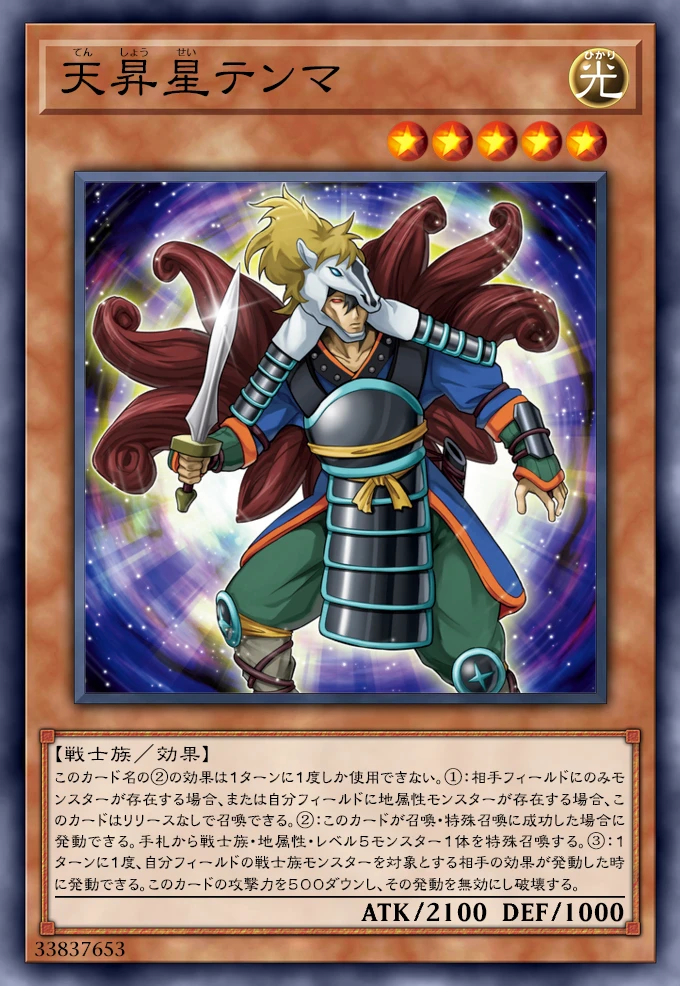 てん しょう せい
天昇星テンマ
ひかり
光
【戦士族／効果】
このカード名の②の効果は１ターンに１度しか使用できない。①：相手フィールドにのみモ
ンスターが存在する場合、または自分フィールドに地属性モンスターが存在する場合、こ
のカードはリリースなしで召喚できる。②：このカードが召喚・特殊召喚に成功した場合に
発動できる。手札から戦士族・地属性・レベル５モンスター１体を特殊召喚する。③：１
ターンに１度、自分フィールドの戦士族モンスターを対象とする相手の効果が発動した時
に発動できる。このカードの攻撃力を５００ダウンし、その発動を無効にし破壊する。
ATK/2100 DEF/1000
33837653